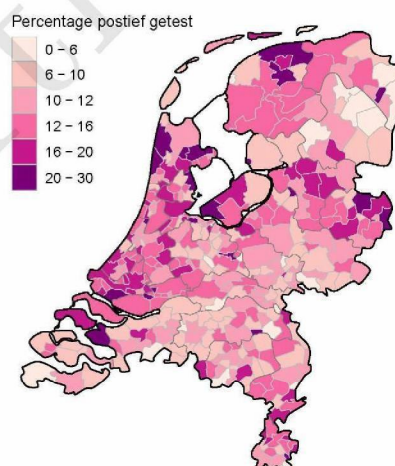 Percentage postief getest
0 – 6
6 – 10
10 – 12
12 – 16
16 – 20
20 – 30